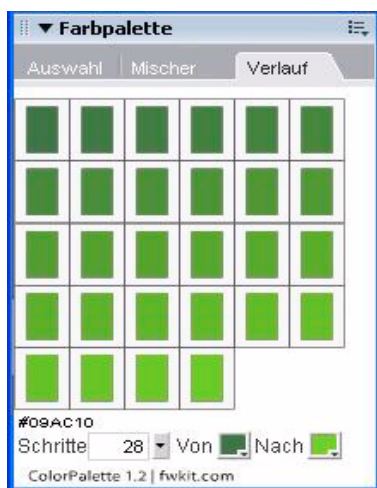 Farbpalette
Auswahl Mischer Verlauf
#09AC10
Schritte 28 Von Nach
ColorPalette 1.2 | fwkit.com